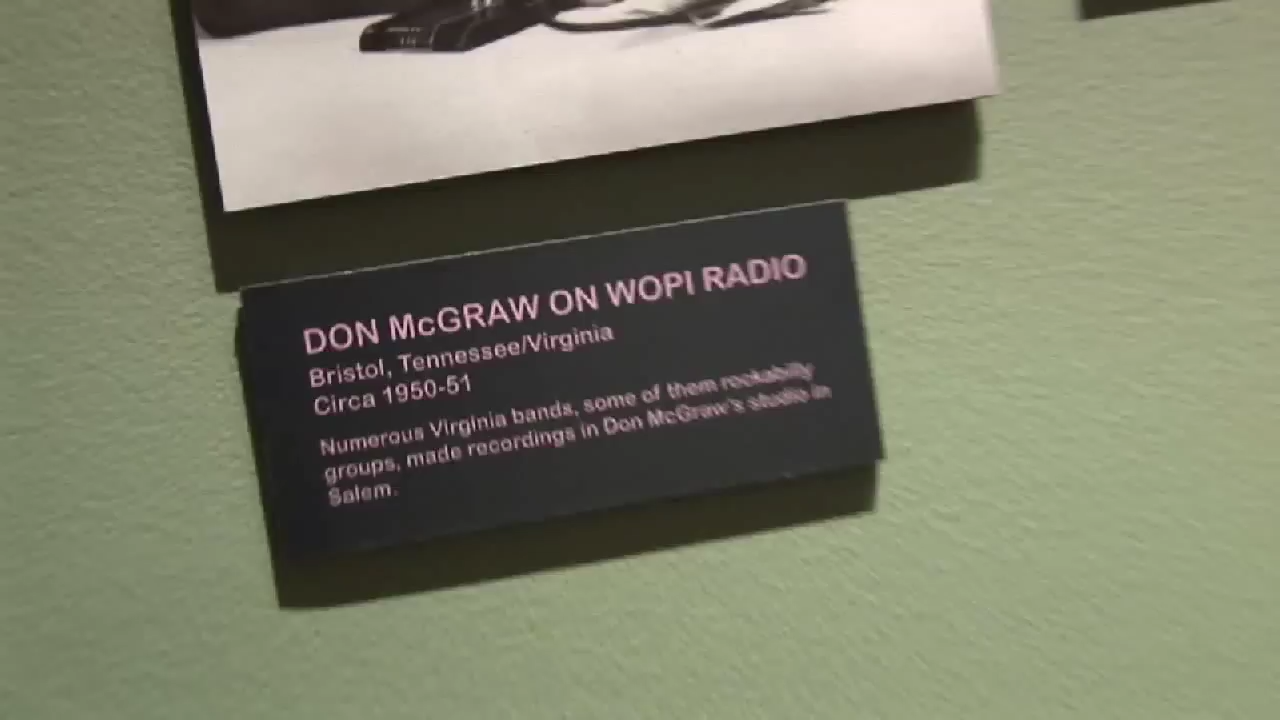 DON McGRAW ON WOPI RADIO
Bristol, Tennessee/Virginia
Circa 1950-51
Numerous Virginia bands, some of them rockabilly
groups, made recordings in Don McGraw's studio in
Salem.